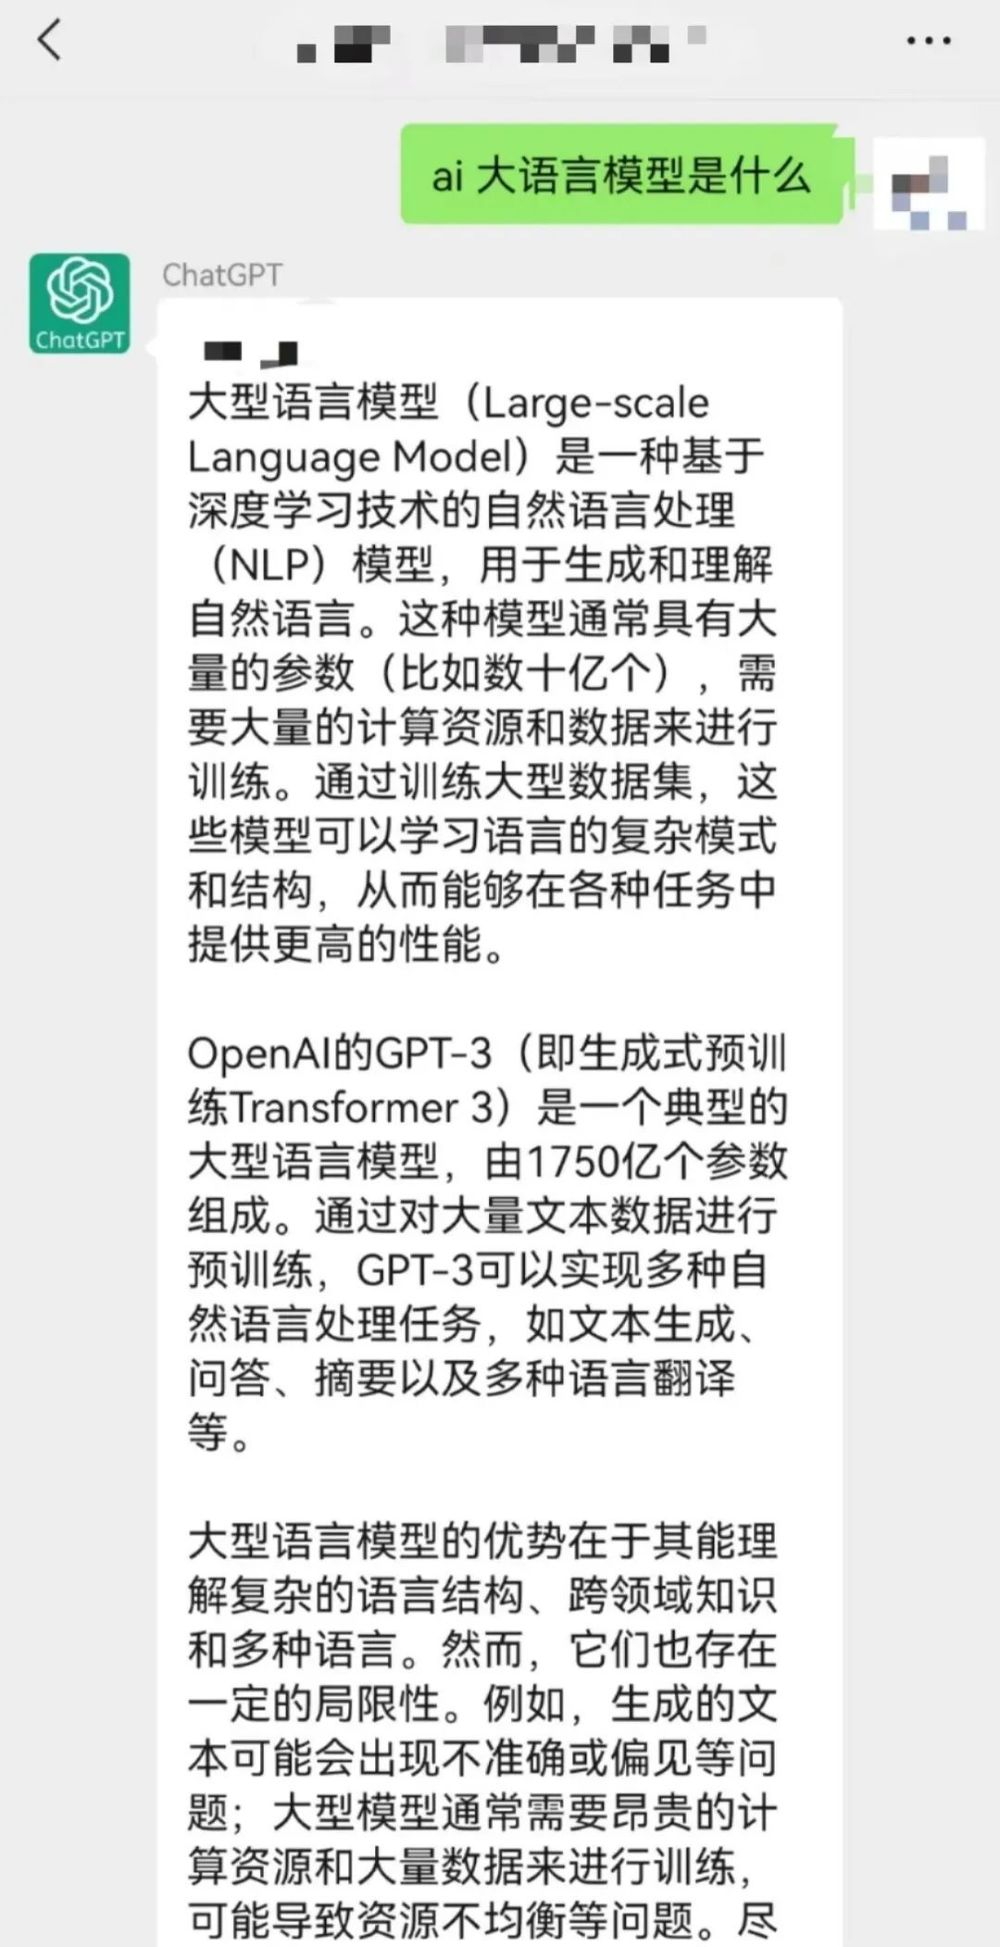 ai 大语言模型是什么
ChatGPT
ChatGPT
大型语言模型（Large-scale
Language Model）是一种基于
深度学习技术的自然语言处理
（NLP）模型，用于生成和理解
自然语言。这种模型通常具有大
量的参数（比如数十亿个），需
要大量的计算资源和数据来进行
训练。通过训练大型数据集，这
些模型可以学习语言的复杂模式
和结构，从而能够在各种任务中
提供更高的性能。
OpenAI的GPT-3（即生成式预训
练Transformer 3）是一个典型的
大型语言模型，由1750亿个参数
组成。通过对大量文本数据进行
预训练，GPT-3可以实现多种自
然语言处理任务，如文本生成、
问答、摘要以及多种语言翻译
等。
大型语言模型的优势在于其能理
解复杂的语言结构、跨领域知识
和多种语言。然而，它们也存在
一定的局限性。例如，生成的文
本可能会出现不准确或偏见等问
题；大型模型通常需要昂贵的计
算资源和大量数据来进行训练，
可能导致资源不均衡等问题。尽